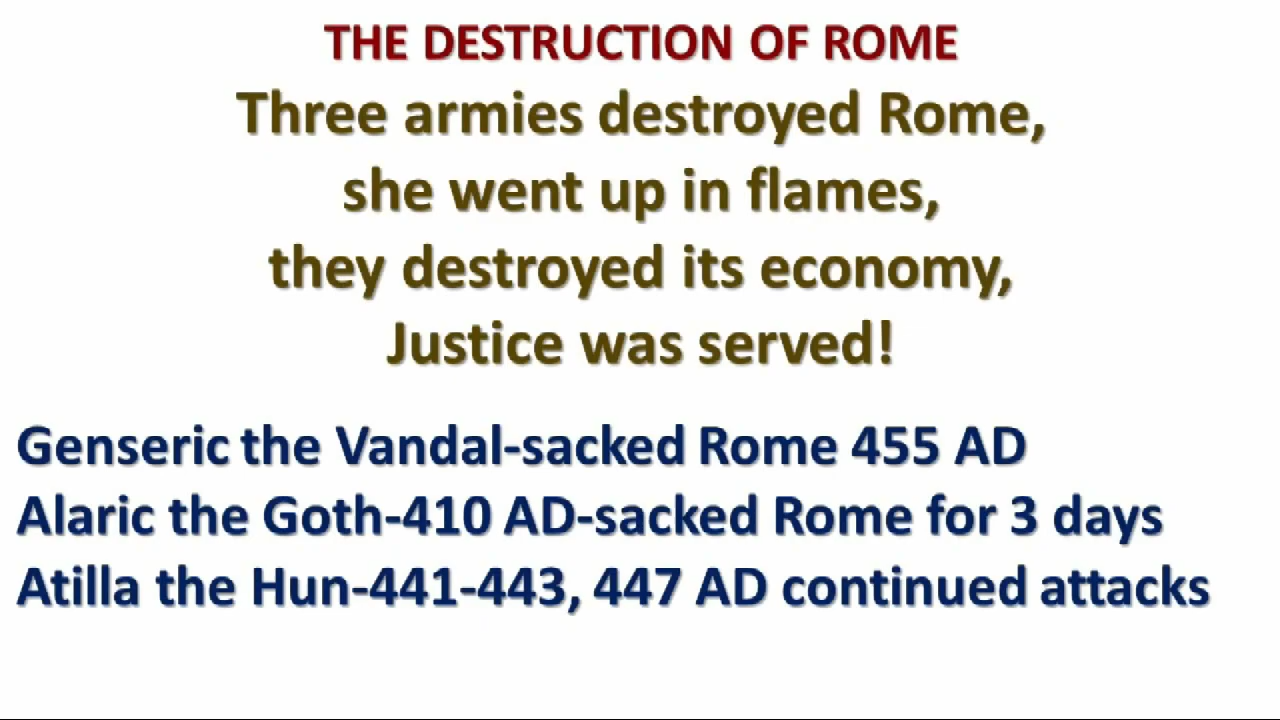 THE DESTRUCTION OF ROME
Three armies destroyed Rome,
she went up in flames,
they destroyed its economy,
Justice was served!
Genseric the Vandal-sacked Rome 455 AD
Alaric the Goth-410 AD-sacked Rome for 3 days
Atilla the Hun-441-443, 447 AD continued attacks